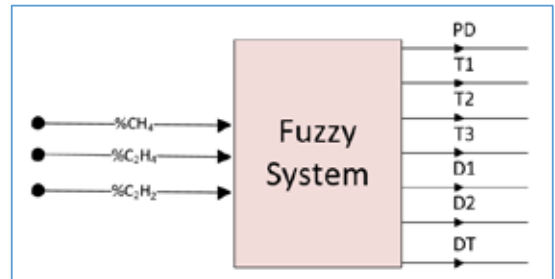 %CH₄
%C₂H₄
%C₂H₂
Fuzzy
System
PD
T1
T2
T3
D1
D2
DT